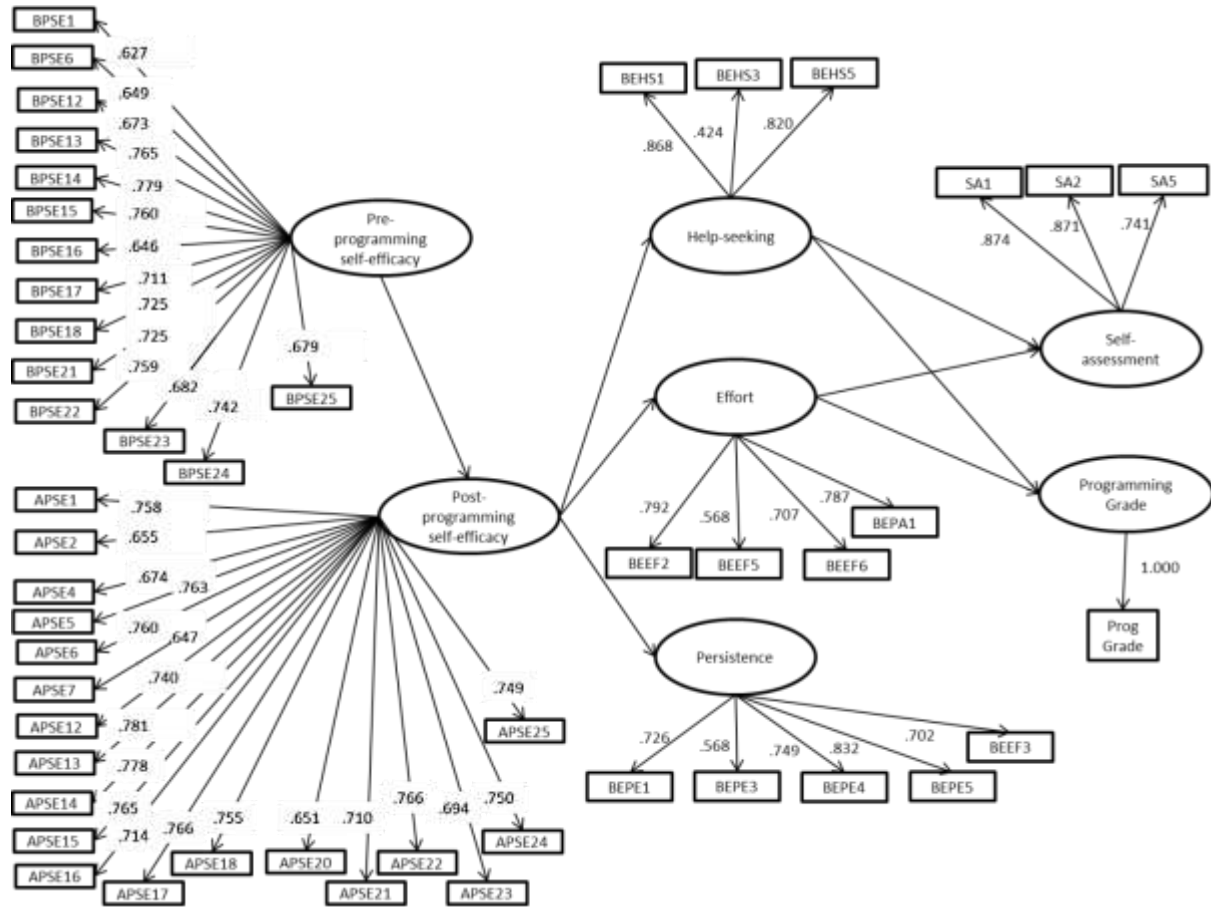 BPSE1
.627
BPSE6
.649
BPSE12
.673
BPSE13
.765
BPSE14
.779
BPSE15
.760
BPSE16
.646
BPSE17
.711
BPSE18
.725
BPSE21
.725
BPSE22
.759
BPSE23
.682
BPSE24
.742
BPSE25
.679
Pre-
programming
self-efficacy
APSE1
.758
APSE2
.655
APSE4
.674
APSE5
.763
APSE6
.760
APSE7
.647
APSE12
.740
APSE13
.781
APSE14
.778
APSE15
.765
APSE16
.714
APSE17
.766
APSE18
.755
APSE20
.651
APSE21
.710
APSE22
.766
APSE23
.694
APSE24
.750
APSE25
.749
Post-
programming
self-efficacy
BEHS1
BEHS3
BEHS5
.868
.424
.820
Help-seeking
Effort
.792
.568
.707
.787
BEEF2
BEEF5
BEEF6
BEPA1
Persistence
.726
.568
.749
.832
.702
BEPE1
BEPE3
BEPE4
BEPE5
BEEF3
SA1
SA2
SA5
.874
.871
.741
Self-
assessment
Programming
Grade
1.000
Prog
Grade